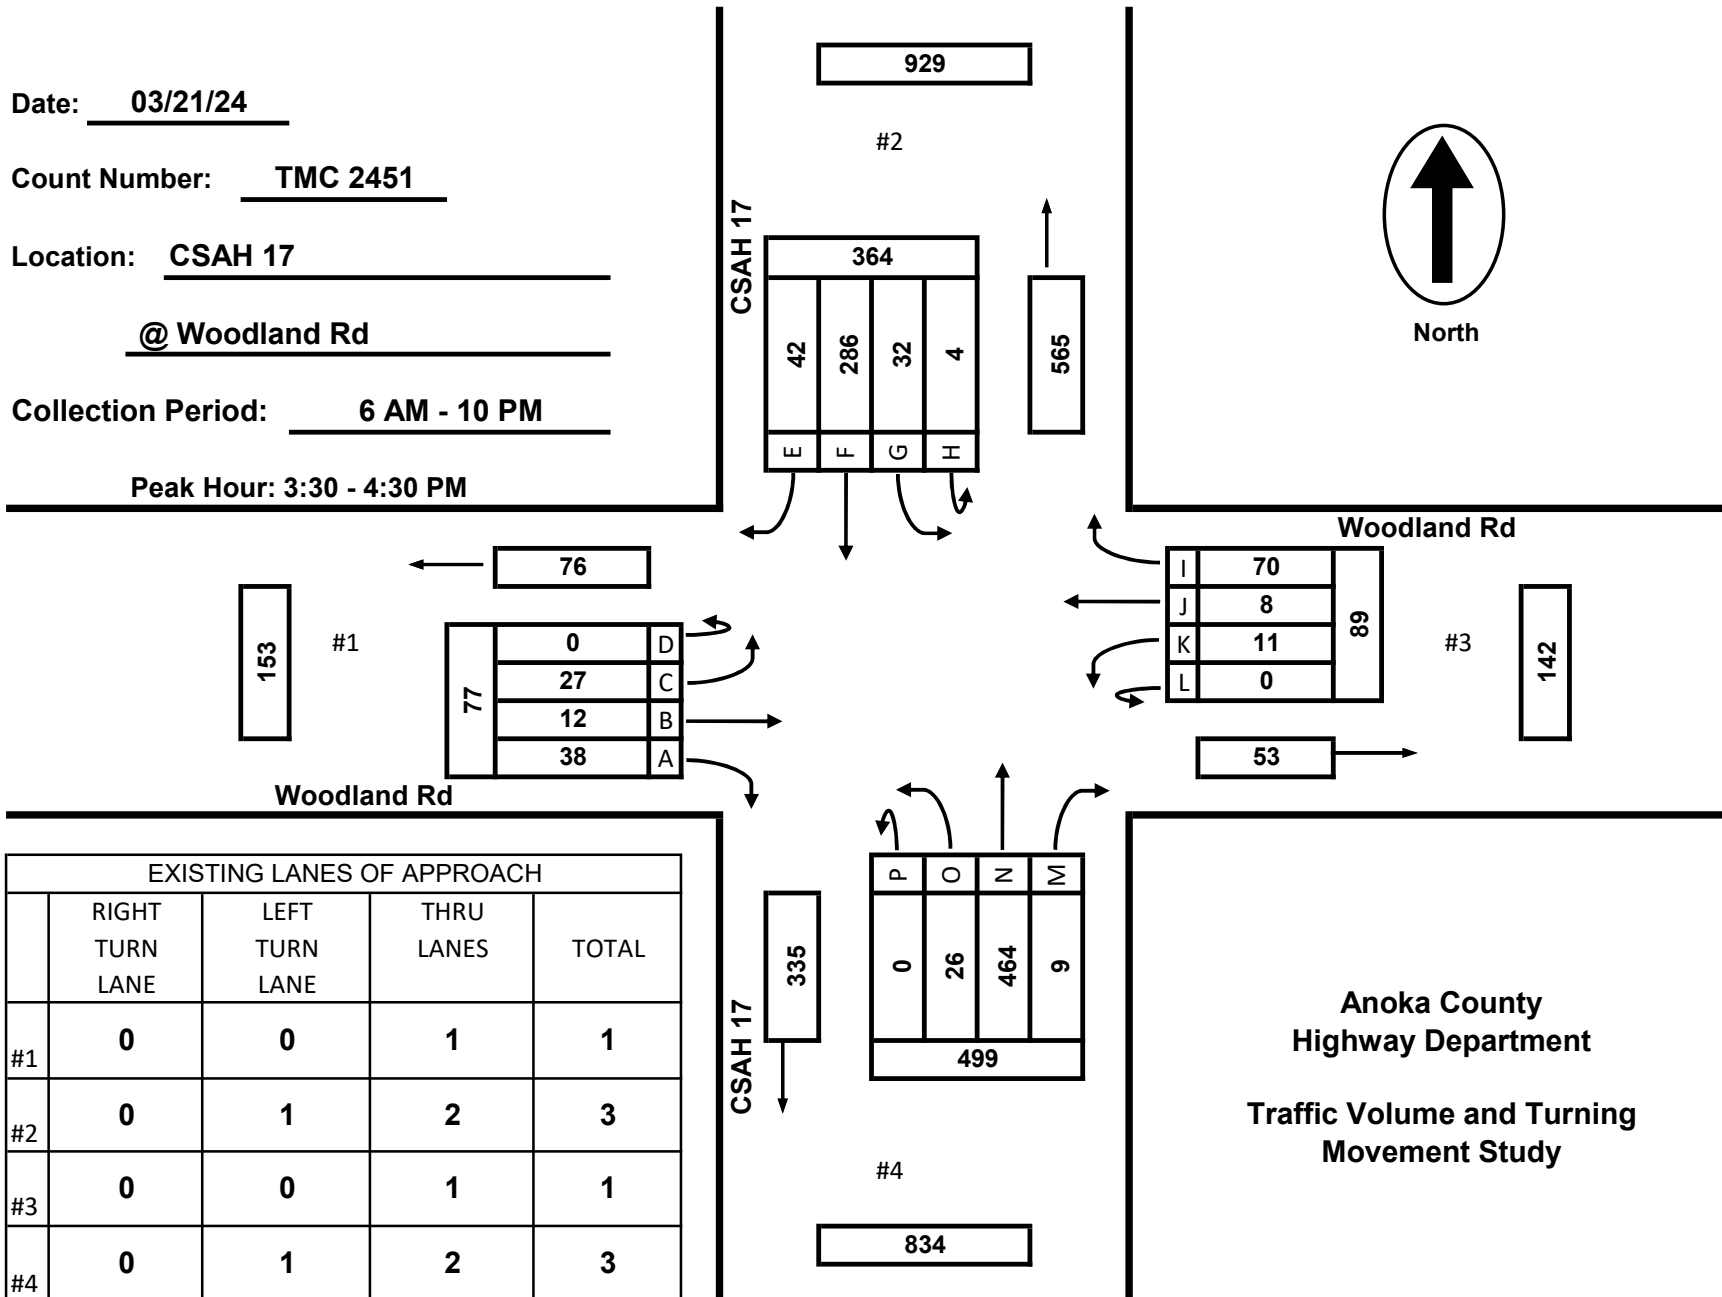 Date: 03/21/24
Count Number: TMC 2451
Location: CSAH 17
@ Woodland Rd
Collection Period: 6 AM - 10 PM
Peak Hour: 3:30 - 4:30 PM
929
#2
CSAH 17
364
42 286 32 4
E F G H
565
North
Woodland Rd
76
153
#1
77
0 D
27 C
12 B
38 A
Woodland Rd
I 70
J 8
K 11
L 0
89
#3
142
53
P O N M
0 26 464 9
499
335
CSAH 17
#4
834
EXISTING LANES OF APPROACH
RIGHT TURN LANE
LEFT TURN LANE
THRU LANES
TOTAL
#1 0 0 1 1
#2 0 1 2 3
#3 0 0 1 1
#4 0 1 2 3
Anoka County
Highway Department
Traffic Volume and Turning
Movement Study